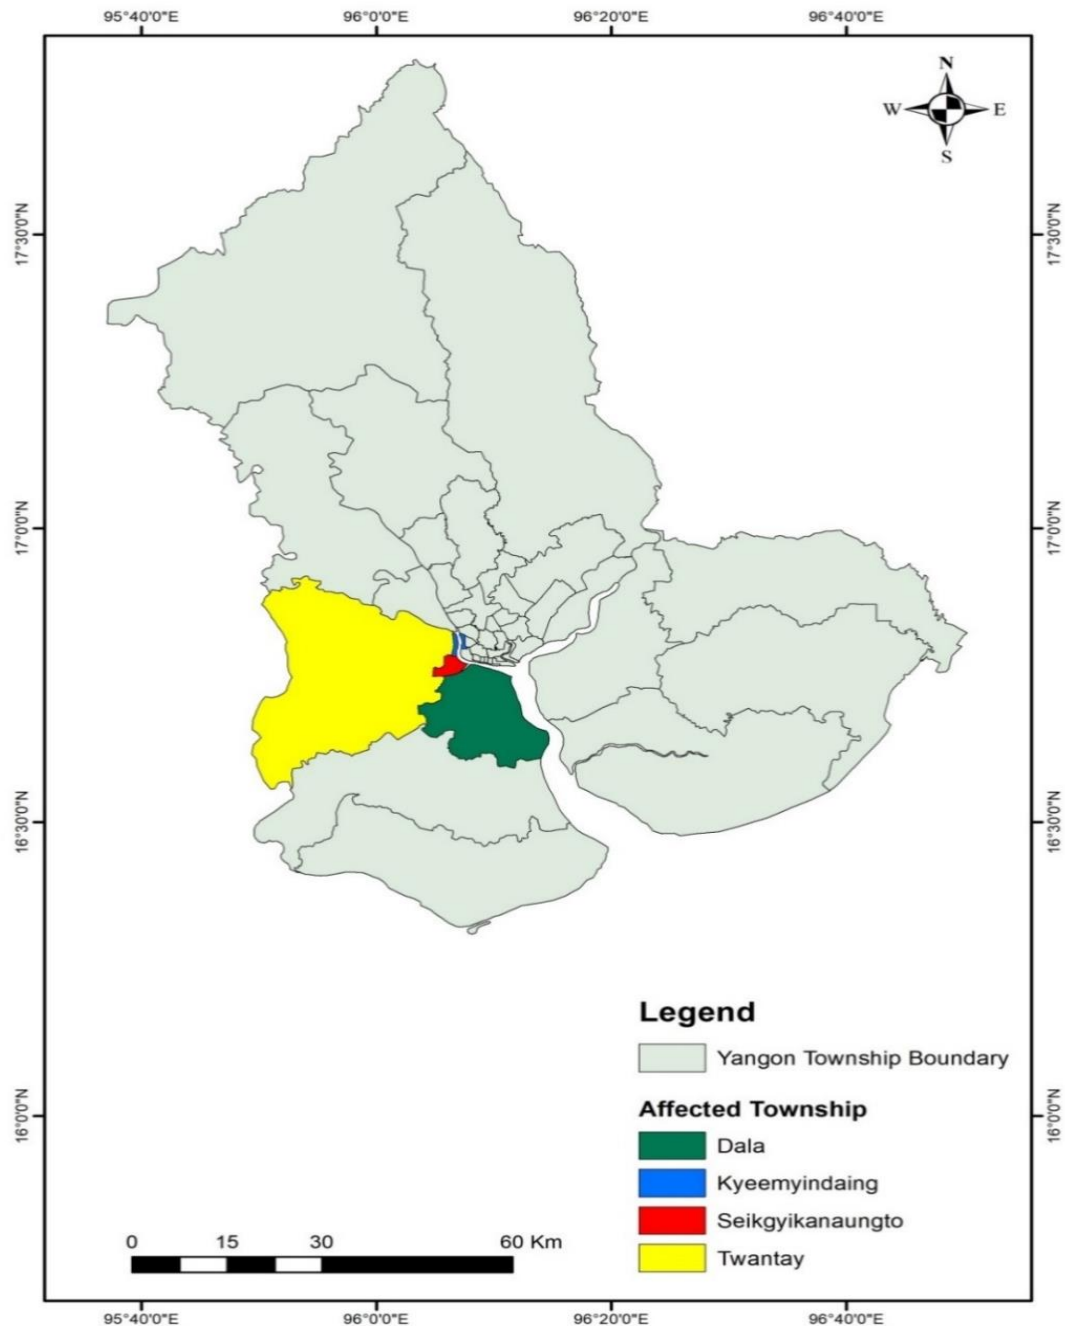 95°40'0"E 96°0'0"E 96°20'0"E 96°40'0"E
N
W E
S
17°30'0"N 17°30'0"N
17°0'0"N 17°0'0"N
16°30'0"N 16°30'0"N
Legend
Yangon Township Boundary
Affected Township
16°0'0"N 16°0'0"N
Dala
Kyeemyindaing
Seikgyikanaungto
Twantay
0 15 30 60 Km
95°40'0"E 96°0'0"E 96°20'0"E 96°40'0"E